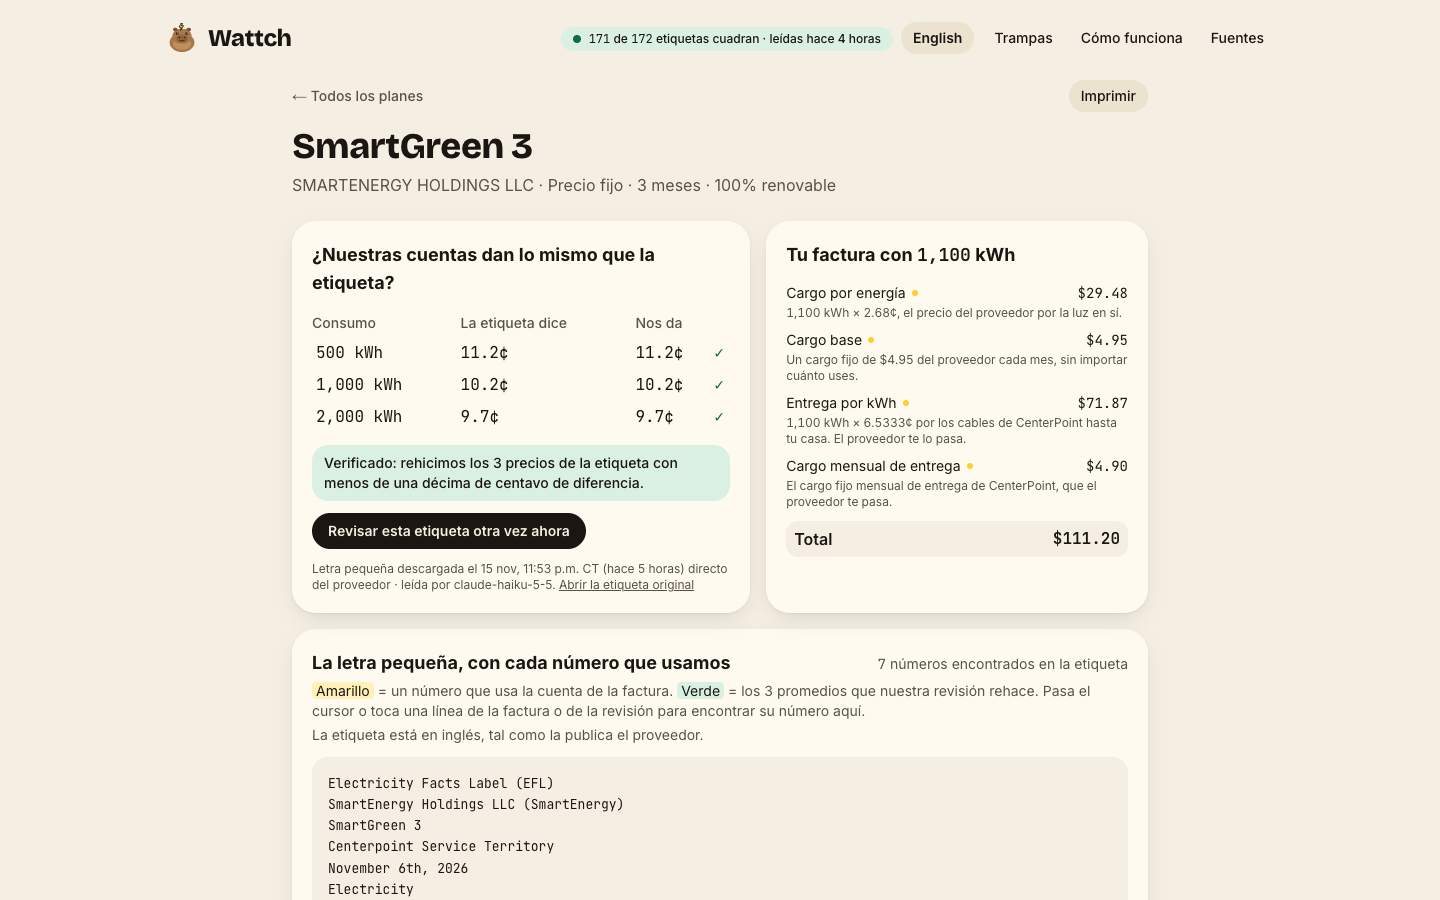 Wattch
171 de 172 etiquetas cuadran · leídas hace 4 horas
English
Trampas
Cómo funciona
Fuentes
← Todos los planes
Imprimir
SmartGreen 3
SMARTENERGY HOLDINGS LLC · Precio fijo · 3 meses · 100% renovable
¿Nuestras cuentas dan lo mismo que la
etiqueta?
Consumo La etiqueta dice Nos da
500 kWh 11.2¢ 11.2¢ ✓
1,000 kWh 10.2¢ 10.2¢ ✓
2,000 kWh 9.7¢ 9.7¢ ✓
Verificado: rehicimos los 3 precios de la etiqueta con
menos de una décima de centavo de diferencia.
Revisar esta etiqueta otra vez ahora
Letra pequeña descargada el 15 nov, 11:53 p.m. CT (hace 5 horas) directo
del proveedor · leída por claude-haiku-5-5. Abrir la etiqueta original
Tu factura con 1,100 kWh
Cargo por energía $29.48
1,100 kWh × 2.68¢, el precio del proveedor por la luz en sí.
Cargo base $4.95
Un cargo fijo de $4.95 del proveedor cada mes, sin importar
cuánto uses.
Entrega por kWh $71.87
1,100 kWh × 6.5333¢ por los cables de CenterPoint hasta
tu casa. El proveedor te lo pasa.
Cargo mensual de entrega $4.90
El cargo fijo mensual de entrega de CenterPoint, que el
proveedor te pasa.
Total $111.20
La letra pequeña, con cada número que usamos
7 números encontrados en la etiqueta
Amarillo = un número que usa la cuenta de la factura. Verde = los 3 promedios que nuestra revisión rehace. Pasa el
cursor o toca una línea de la factura o de la revisión para encontrar su número aquí.
La etiqueta está en inglés, tal como la publica el proveedor.
Electricity Facts Label (EFL)
SmartEnergy Holdings LLC (SmartEnergy)
SmartGreen 3
Centerpoint Service Territory
November 6th, 2026
Electricity